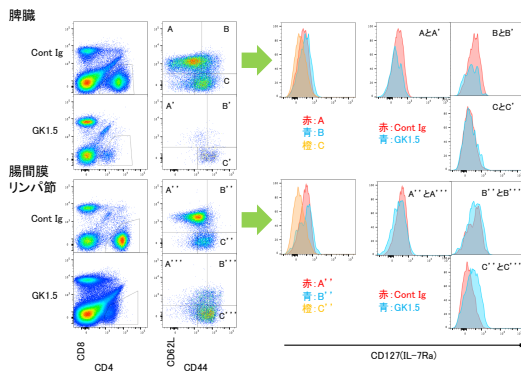 脾臓
Cont Ig
A
B
C
GK1.5
A'
B'
C'
腸間膜
リンパ節
Cont Ig
A''
B''
C''
GK1.5
A'''
B'''
C'''
CD8
CD4
CD62L
CD44
AとA'
BとB'
CとC'
赤:A
青:B
橙:C
赤:Cont Ig
青:GK1.5
A''とA'''
B''とB'''
C''とC'''
赤:A''
青:B''
橙:C''
赤:Cont Ig
青:GK1.5
CD127(IL-7Ra)